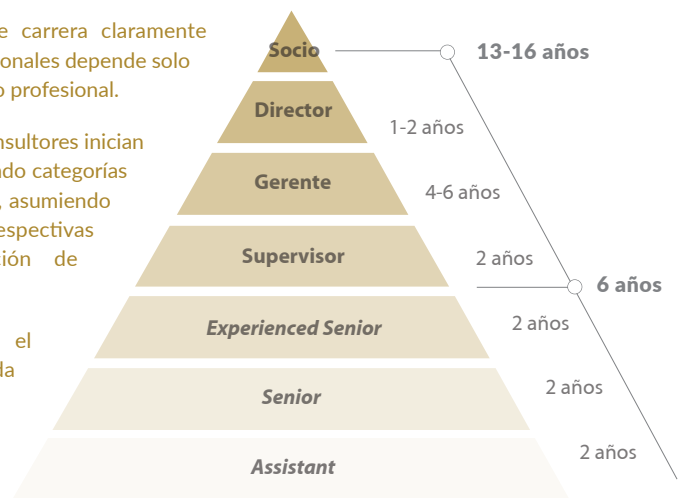 e carrera claramente
onales depende solo
o profesional.
nsultores inician
do categorías
, asumiendo
espectivas
ción de
el
da
Socio
13-16 años
Director
1-2 años
Gerente
4-6 años
Supervisor
2 años
6 años
Experienced Senior
2 años
Senior
2 años
Assistant
2 años